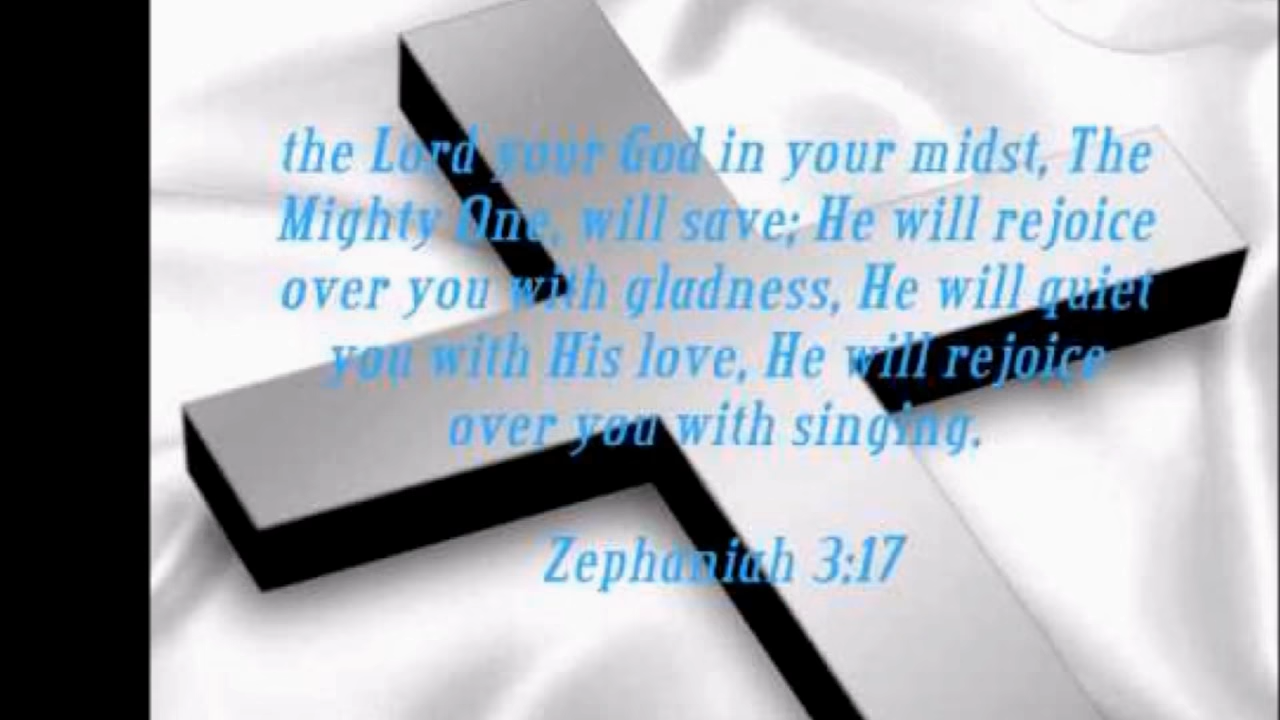 the Lord your God in your midst, The
Mighty One, will save; He will rejoice
over you with gladness, He will quiet
you with His love, He will rejoice
over you with singing.
Zephaniah 3:17